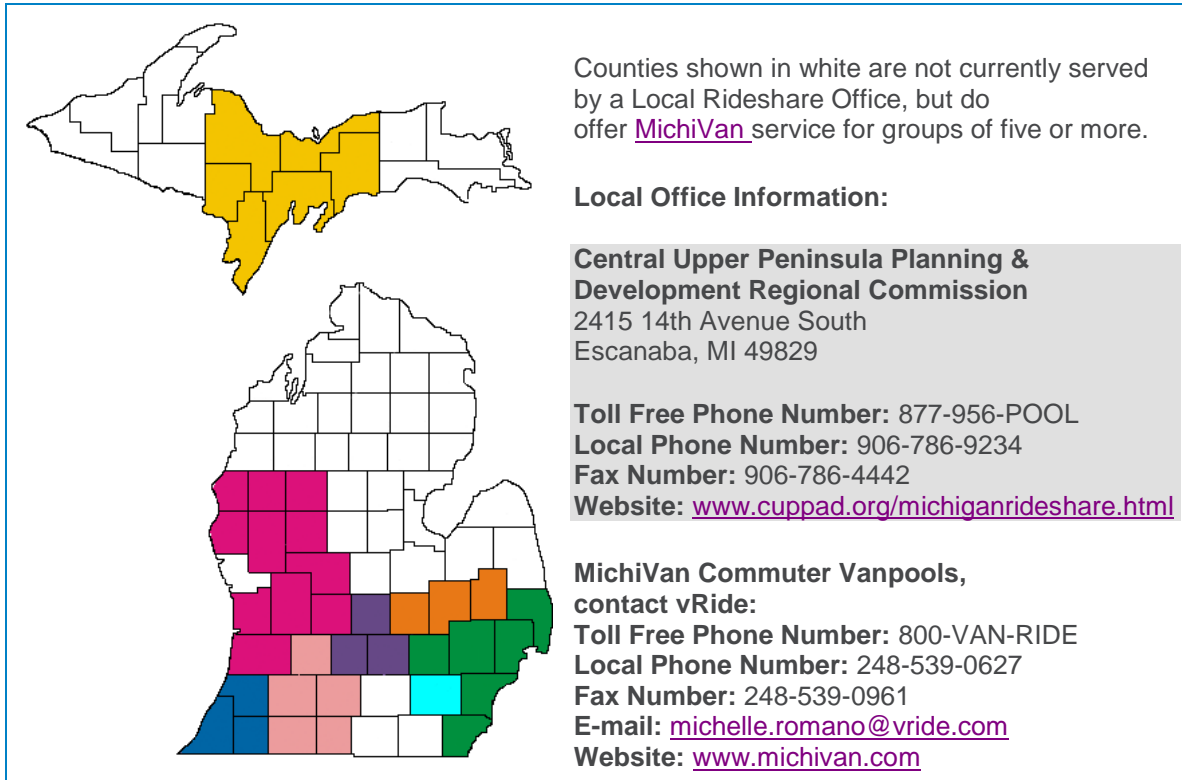 Counties shown in white are not currently served
by a Local Rideshare Office, but do
offer MichiVan service for groups of five or more.
Local Office Information:
Central Upper Peninsula Planning &
Development Regional Commission
2415 14th Avenue South
Escanaba, MI 49829
Toll Free Phone Number: 877-956-POOL
Local Phone Number: 906-786-9234
Fax Number: 906-786-4442
Website: www.cuppad.org/michiganrideshare.html
MichiVan Commuter Vanpools,
contact vRide:
Toll Free Phone Number: 800-VAN-RIDE
Local Phone Number: 248-539-0627
Fax Number: 248-539-0961
E-mail: michelle.romano@vride.com
Website: www.michivan.com